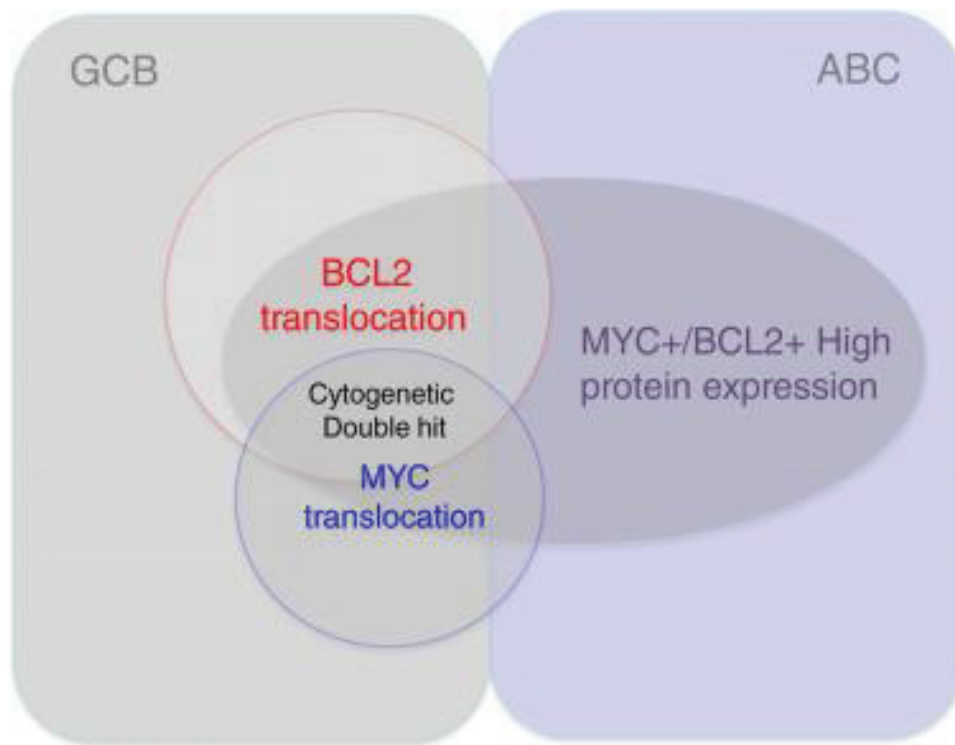 GCB
ABC
BCL2
translocation
MYC+/BCL2+ High
protein expression
Cytogenetic
Double hit
MYC
translocation